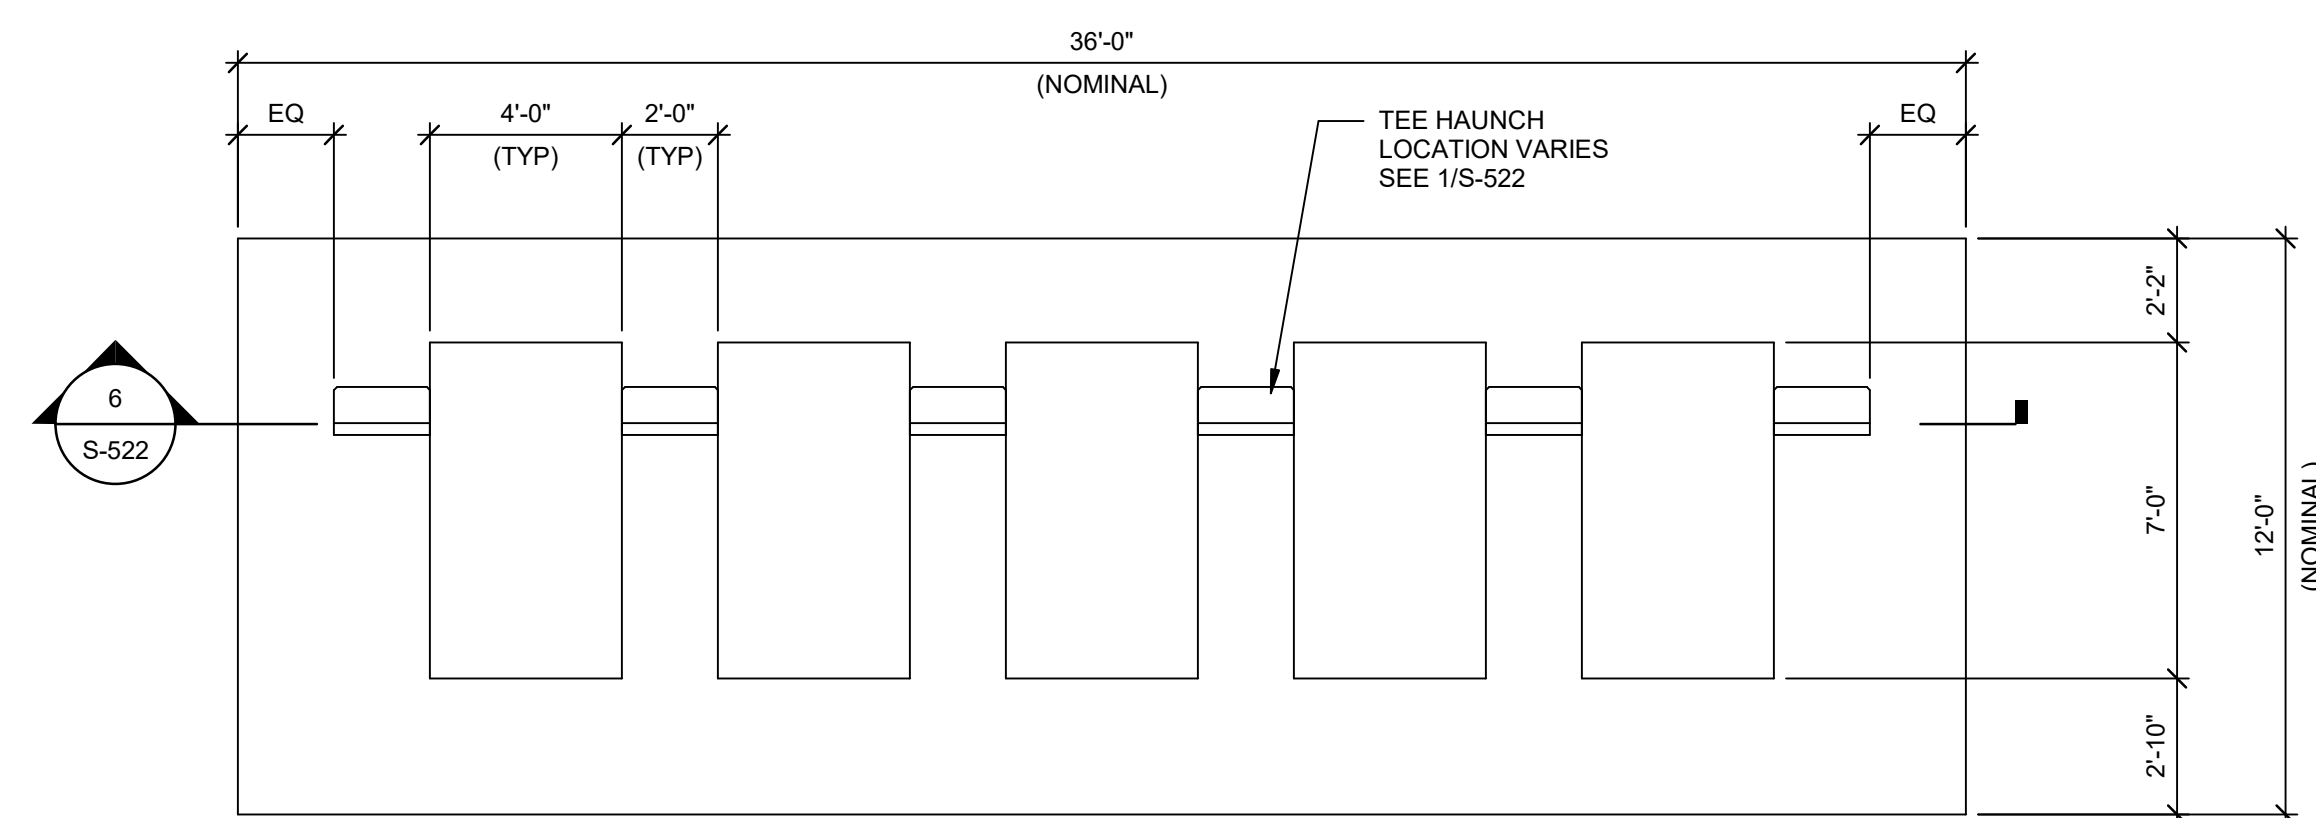 36'-0"
(NOMINAL)
EQ
4'-0"
(TYP)
2'-0"
(TYP)
TEE HAUNCH
LOCATION VARIES
SEE 1/S-522
EQ
2'-2"
6
S-522
7'-0"
12'-0"
(NOMINAL)
2'-10"